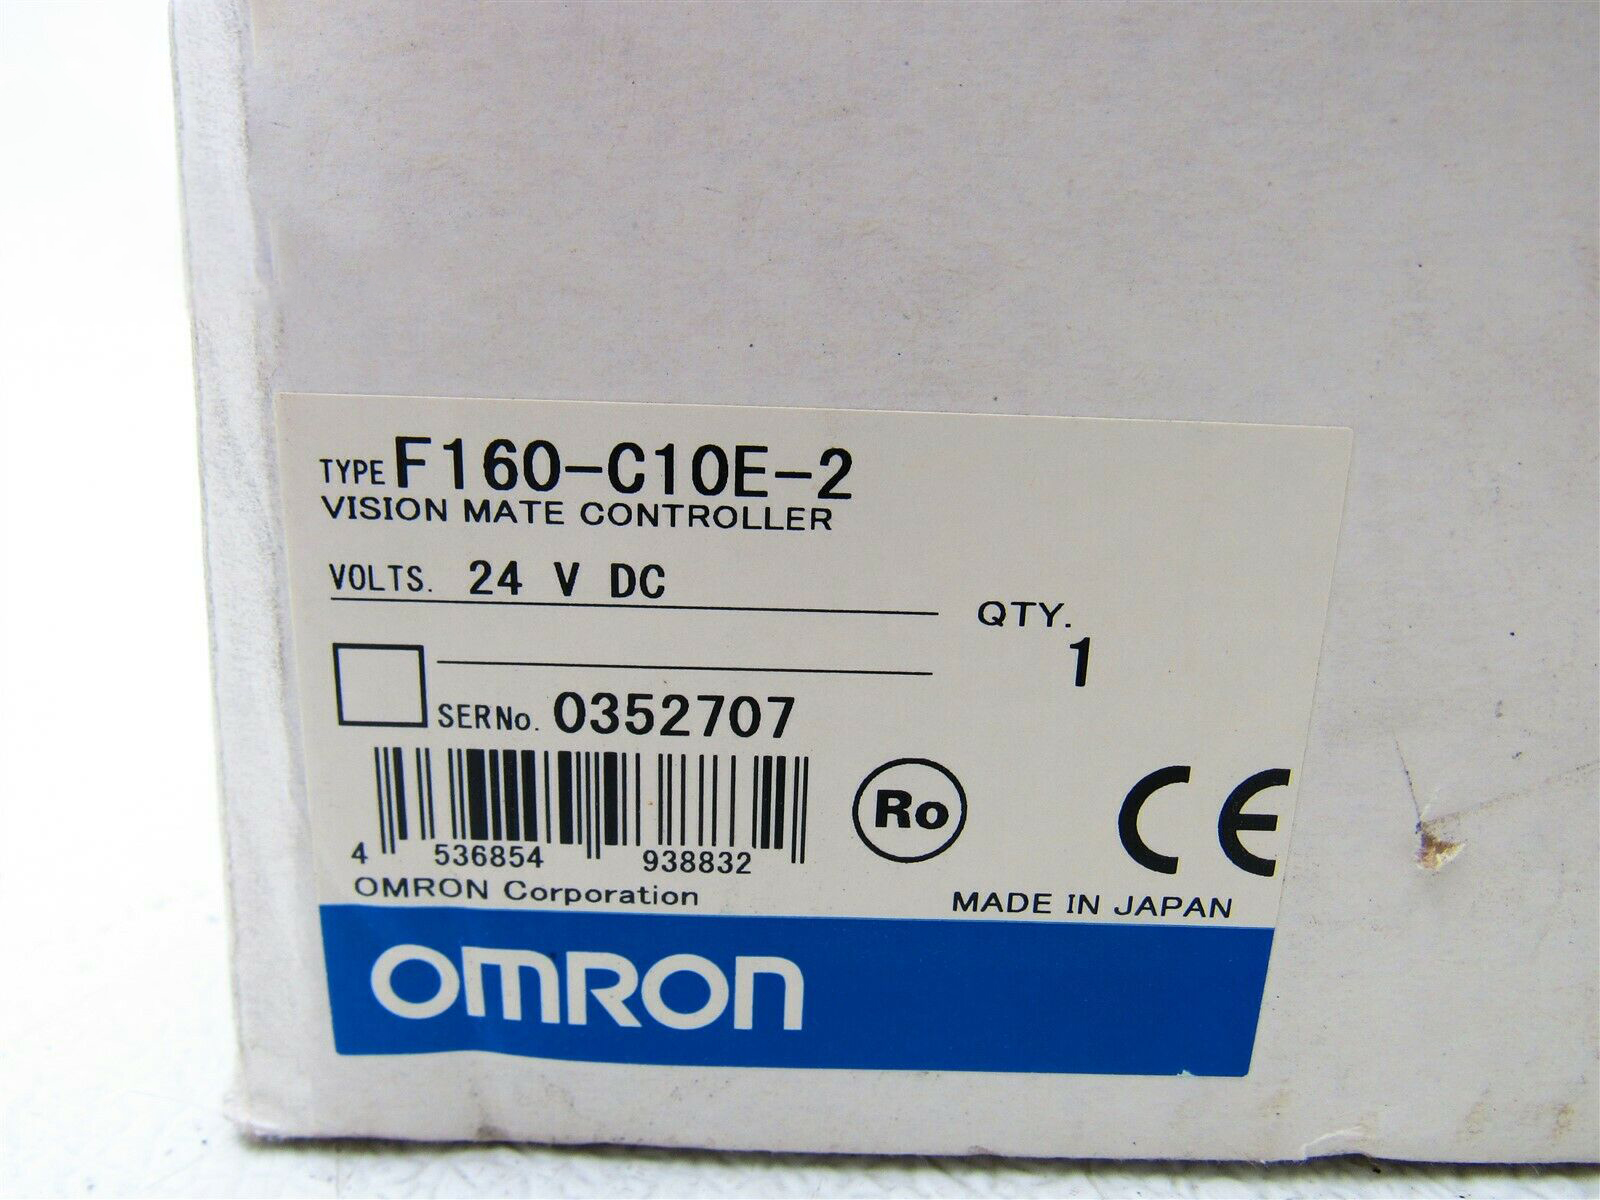 TYPE F160-C10E-2
VISION MATE CONTROLLER
VOLTS. 24 V DC
QTY.
1
SERNo. 0352707
4 536854 938832
Ro
CE
OMRON Corporation
MADE IN JAPAN
OMRON